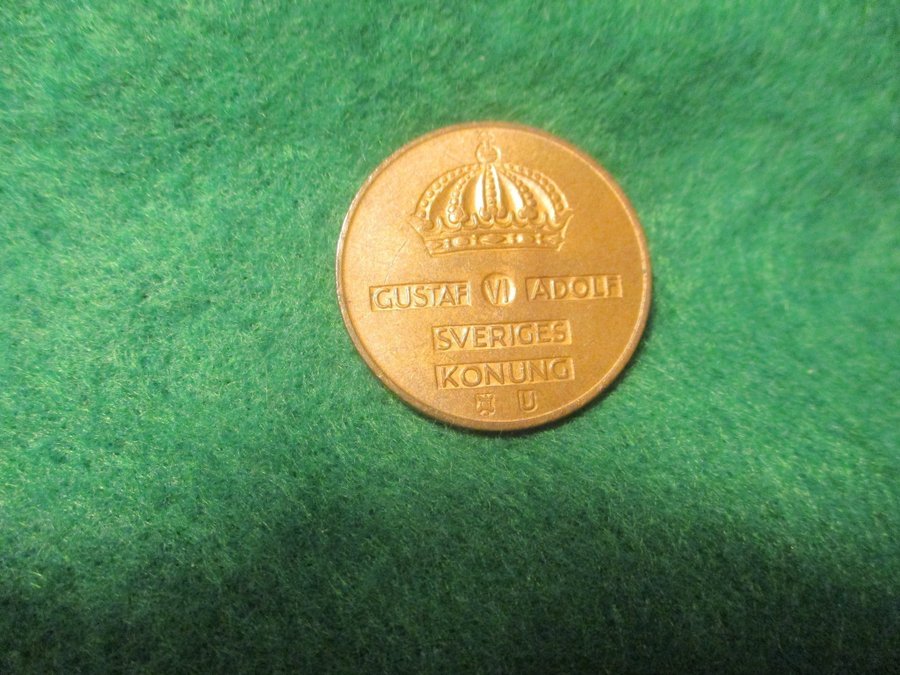 GUSTAF VI ADOLF
SVERIGES
KONUNG
U